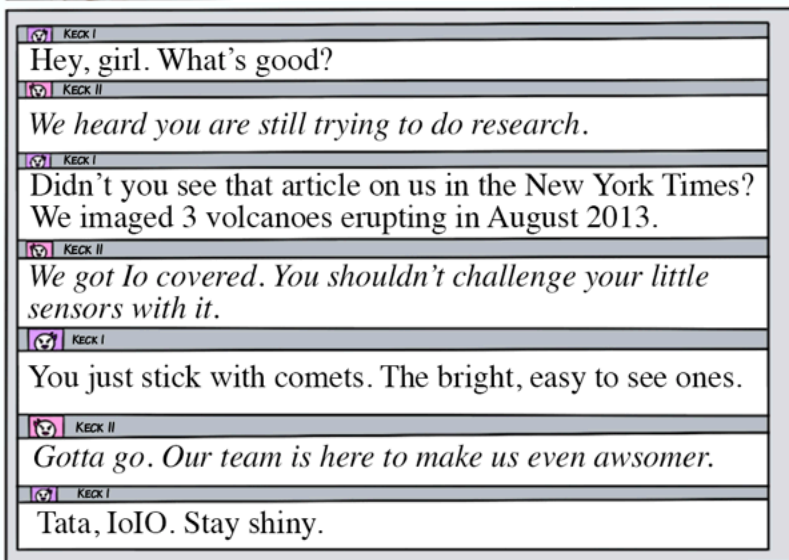 KECK I
Hey, girl. What's good?
KECK II
We heard you are still trying to do research.
KECK I
Didn't you see that article on us in the New York Times?
We imaged 3 volcanoes erupting in August 2013.
KECK II
We got Io covered. You shouldn't challenge your little
sensors with it.
KECK I
You just stick with comets. The bright, easy to see ones.
KECK II
Gotta go. Our team is here to make us even awsomer.
KECK I
Tata, IoIO. Stay shiny.